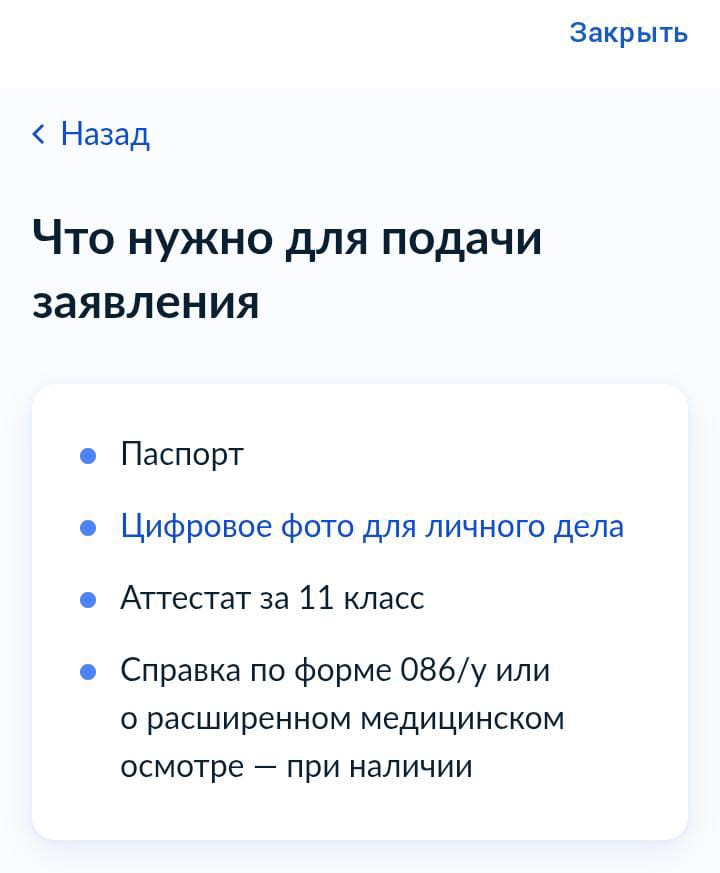 Закрыть
Назад
Что нужно для подачи
заявления
Паспорт
Цифровое фото для личного дела
Аттестат за 11 класс
Справка по форме 086/у или
о расширенном медицинском
осмотре — при наличии